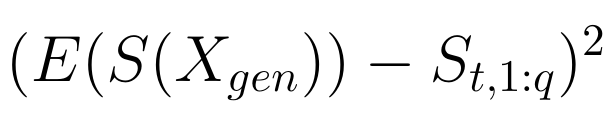 (E(S(X_{gen})) − S_{t,1:q})^2